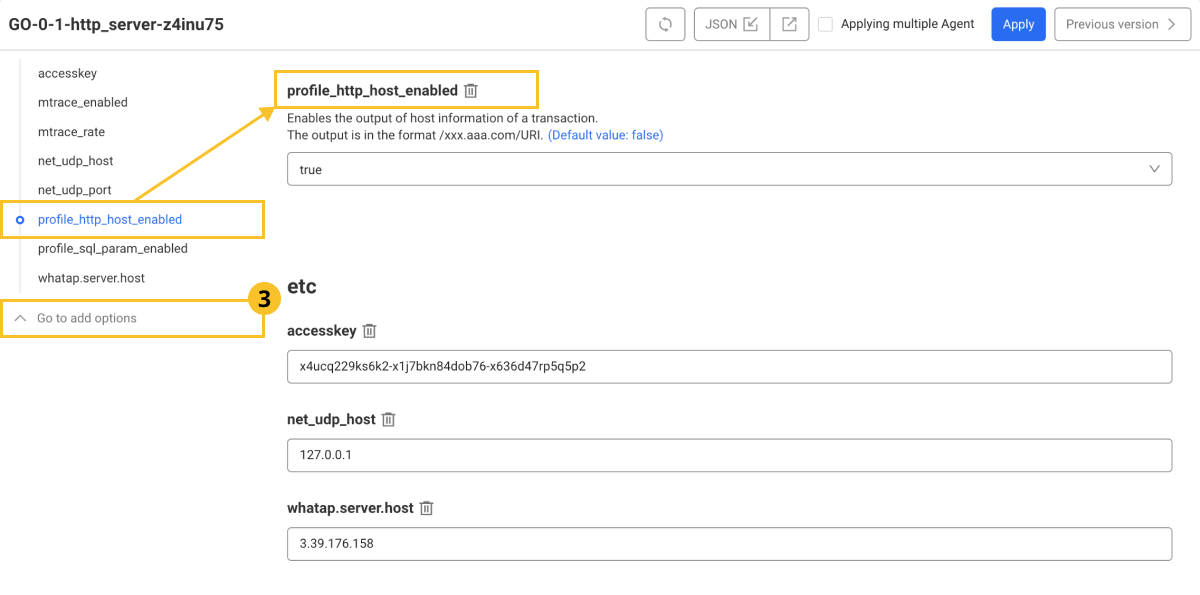 GO-0-1-http_server-z4inu75
JSON
Applying multiple Agent
Apply
Previous version
accesskey
mtrace_enabled
mtrace_rate
net_udp_host
net_udp_port
profile_http_host_enabled
profile_sql_param_enabled
whatap.server.host
Go to add options
3
profile_http_host_enabled
Enables the output of host information of a transaction.
The output is in the format /xxx.aaa.com/URI. (Default value: false)
true
etc
accesskey
x4ucq229ks6k2-x1j7bkn84dob76-x636d47rp5q5p2
net_udp_host
127.0.0.1
whatap.server.host
3.39.176.158